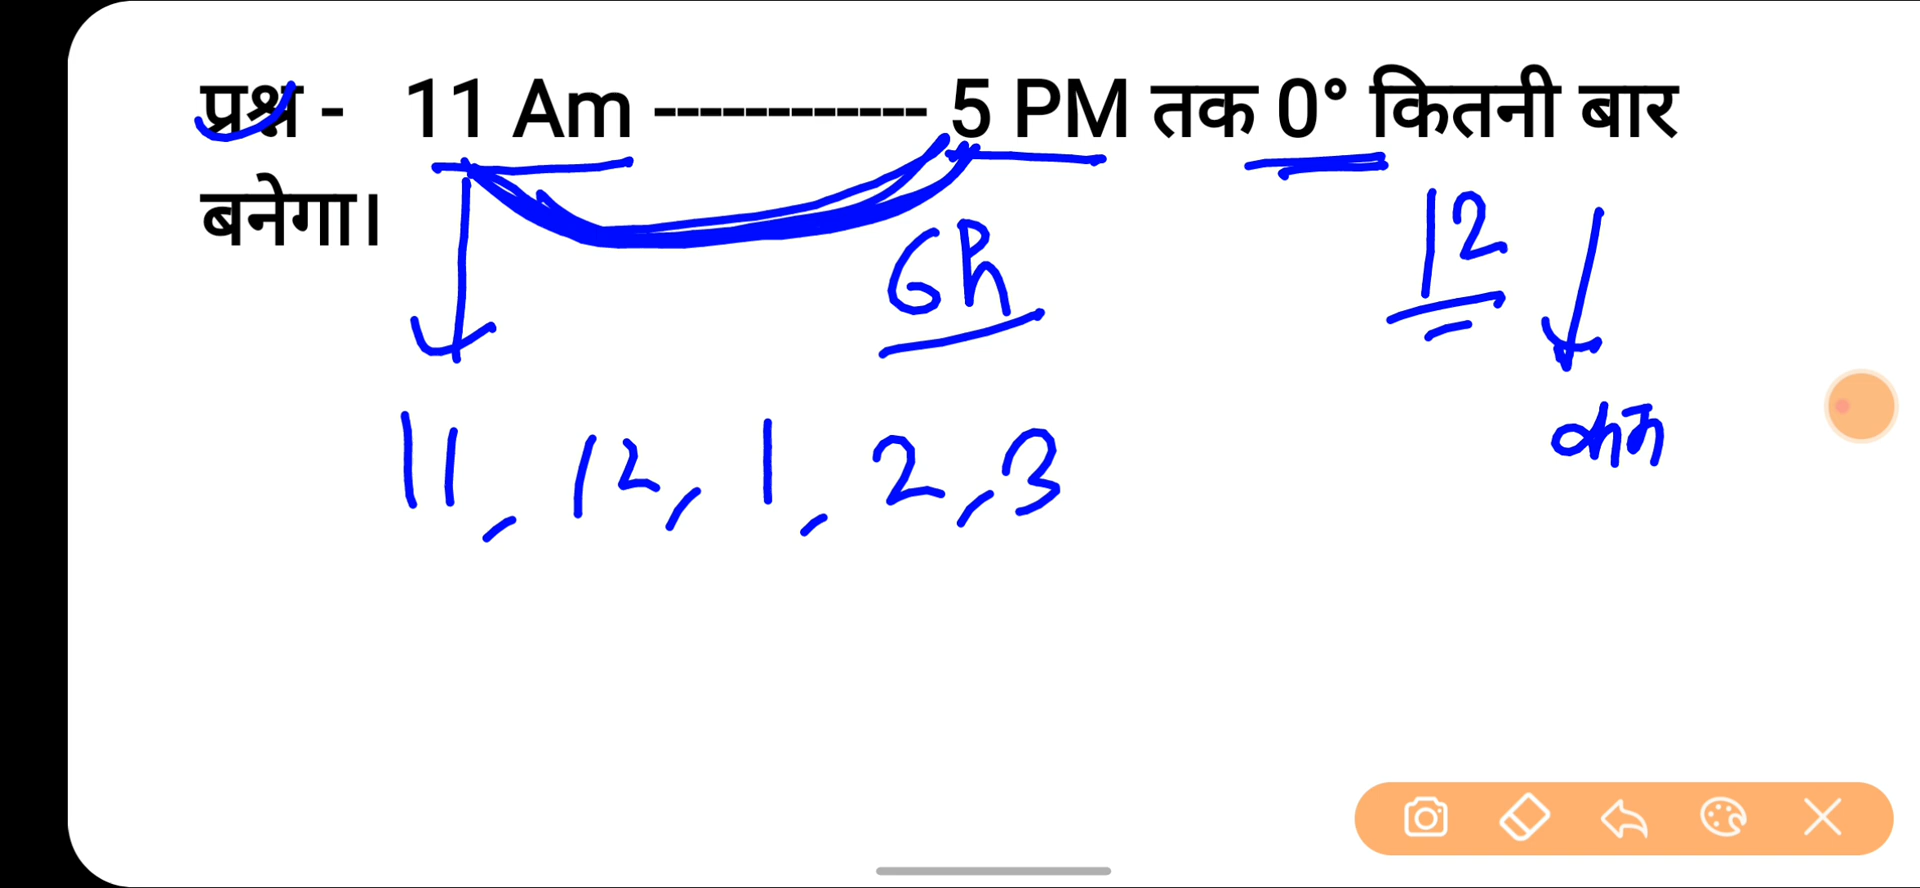 प्रश्न - 11 Am ------------ 5 PM तक 0° कितनी बार
बनेगा।
6h
12
कम
11, 12, 1, 2, 3